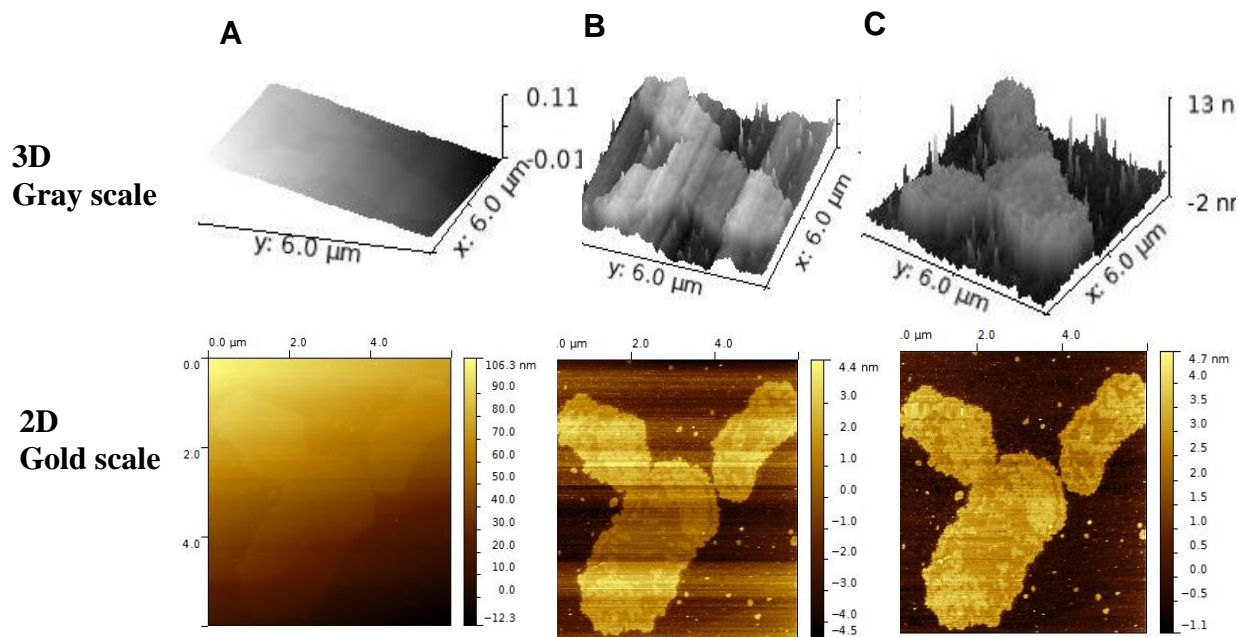 A
B
C
3D
Gray scale
0.11
-0.01
x: 6.0 µm
y: 6.0 µm
x: 6.0 µm
y: 6.0 µm
13 n
-2 nm
x: 6.0 µm
y: 6.0 µm
2D
Gold scale
0.0 µm 2.0 4.0
0.0
2.0
4.0
106.3 nm
90.0
80.0
70.0
60.0
50.0
40.0
30.0
20.0
10.0
0.0
−12.3
0.0 µm 2.0 4.0
4.4 nm
3.0
2.0
1.0
0.0
−1.0
−2.0
−3.0
−4.0
−4.5
0.0 µm 2.0 4.0
4.7 nm
4.0
3.5
3.0
2.5
2.0
1.5
1.0
0.5
0.0
−0.5
−1.1